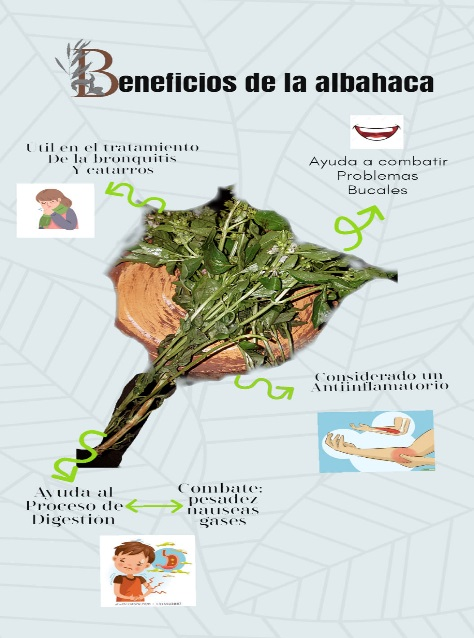 Beneficios de la albahaca
Util en el tratamiento
De la bronquitis
Y catarros
Ayuda a combatir
Problemas
Bucales
Considerado un
Antiinflamatorio
Ayuda al
Proceso de
Digestion
Combate:
pesadez
nauseas
gases